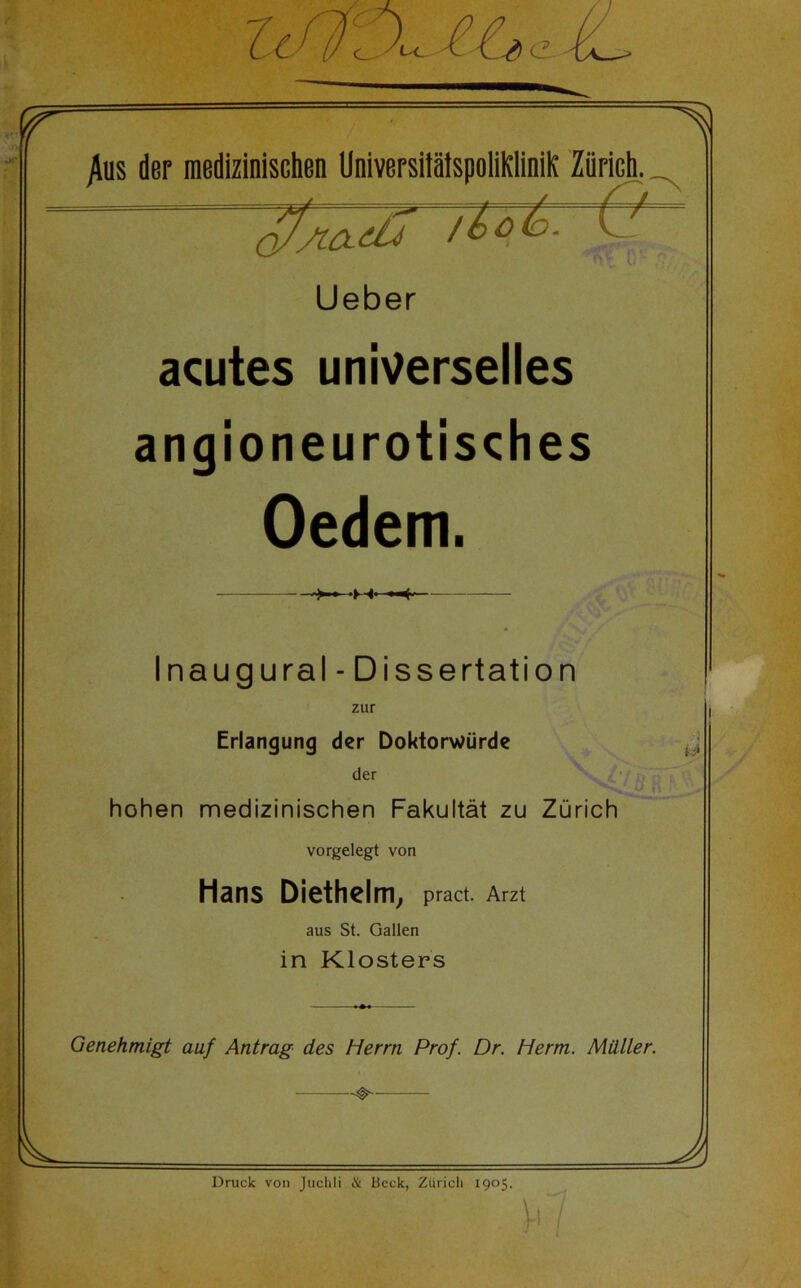 Aus der medizinischen Universitätspoliklinik Zürich.
Tracts 1606.
Ueber
acutes universelles
angioneurotisches
Oedem.
Inaugural-Dissertation
zur
Erlangung der Doktorwürde
der
hohen medizinischen Fakultät zu Zürich
vorgelegt von
Hans Diethelm, pract. Arzt
aus St. Gallen
in Klosters
Genehmigt auf Antrag des Herrn Prof. Dr. Herm. Müller.
Druck von Juchli & Beck, Zürich 1905.